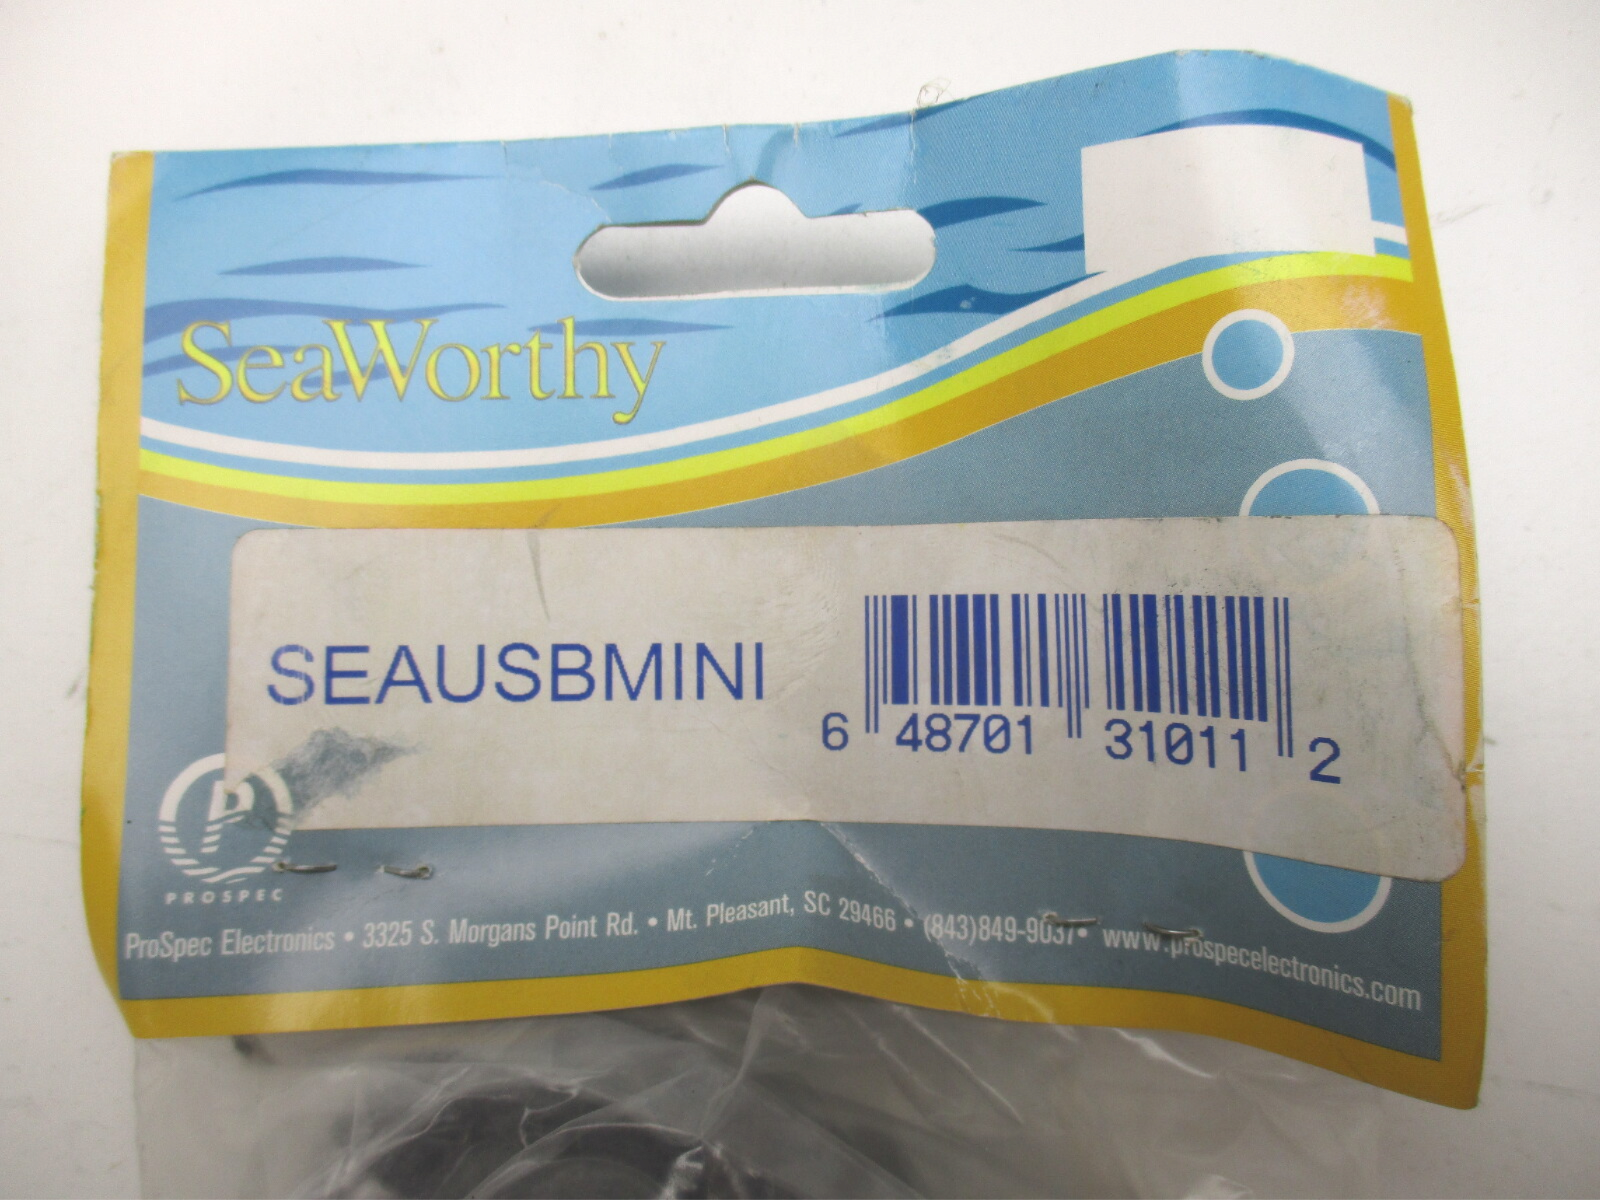 SeaWorthy
SEAUSBMINI
6 48701 31011 2
P
PROSPEC
ProSpec Electronics • 3325 S. Morgans Point Rd. • Mt. Pleasant, SC 29466 • (843)849-9037• www.prospecelectronics.com